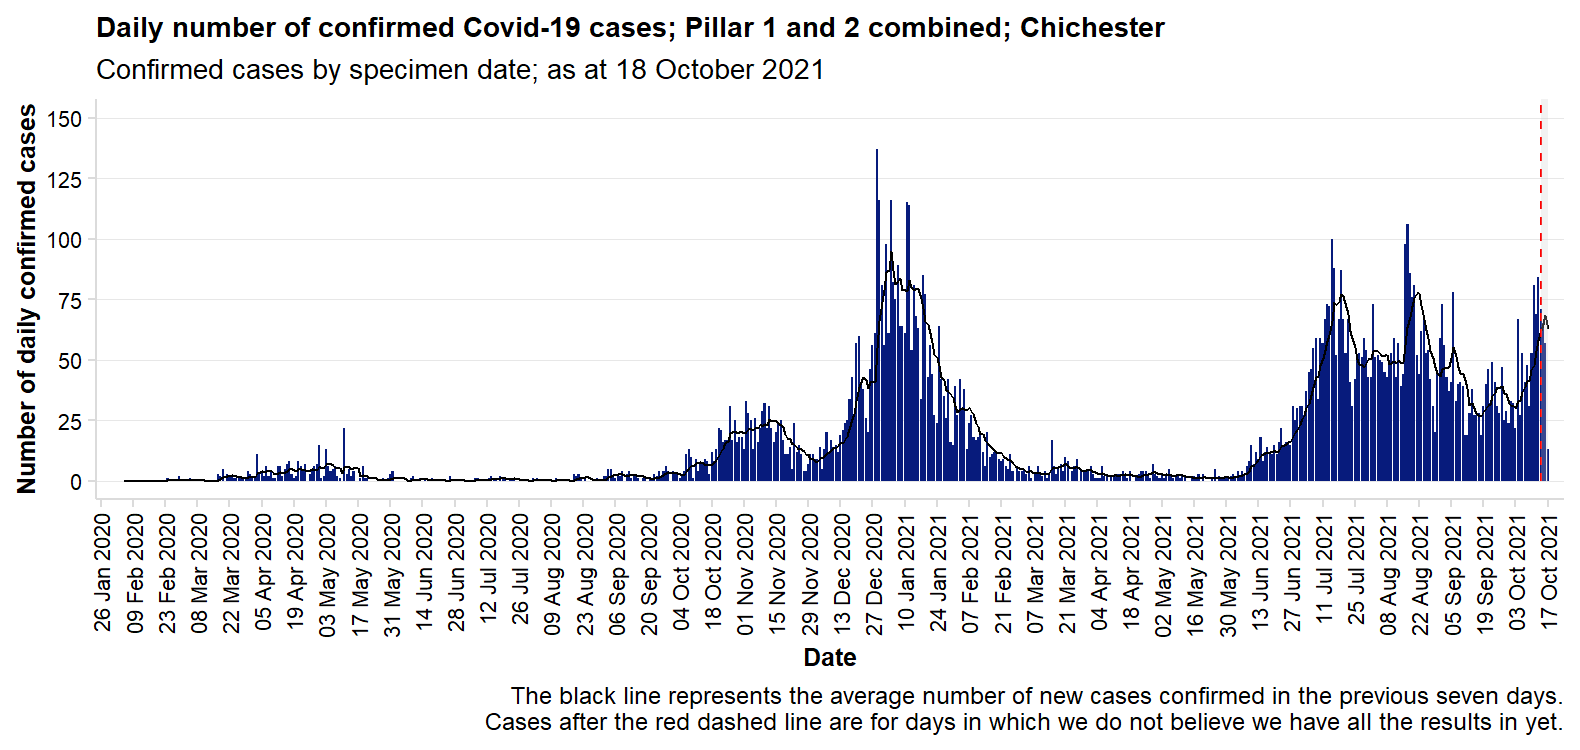 Daily number of confirmed Covid-19 cases; Pillar 1 and 2 combined; Chichester
Confirmed cases by specimen date; as at 18 October 2021
Number of daily confirmed cases
150
125
100
75
50
25
0
26 Jan 2020
09 Feb 2020
23 Feb 2020
08 Mar 2020
22 Mar 2020
05 Apr 2020
19 Apr 2020
03 May 2020
17 May 2020
31 May 2020
14 Jun 2020
28 Jun 2020
12 Jul 2020
26 Jul 2020
09 Aug 2020
23 Aug 2020
06 Sep 2020
20 Sep 2020
04 Oct 2020
18 Oct 2020
01 Nov 2020
15 Nov 2020
29 Nov 2020
13 Dec 2020
27 Dec 2020
10 Jan 2021
24 Jan 2021
07 Feb 2021
21 Feb 2021
07 Mar 2021
21 Mar 2021
04 Apr 2021
18 Apr 2021
02 May 2021
16 May 2021
30 May 2021
13 Jun 2021
27 Jun 2021
11 Jul 2021
25 Jul 2021
08 Aug 2021
22 Aug 2021
05 Sep 2021
19 Sep 2021
03 Oct 2021
17 Oct 2021
Date
The black line represents the average number of new cases confirmed in the previous seven days.
Cases after the red dashed line are for days in which we do not believe we have all the results in yet.